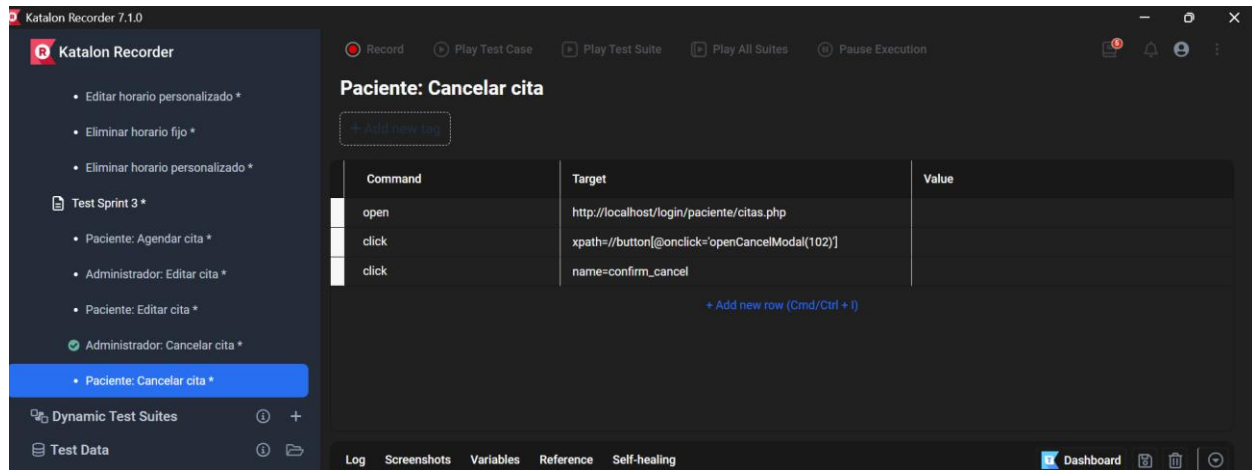 Katalon Recorder 7.1.0
Katalon Recorder
Record Play Test Case Play Test Suite Play All Suites Pause Execution
Editar horario personalizado *
Eliminar horario fijo *
Eliminar horario personalizado *
Test Sprint 3 *
Paciente: Agendar cita *
Administrador: Editar cita *
Paciente: Editar cita *
Administrador: Cancelar cita *
Paciente: Cancelar cita *
Dynamic Test Suites
Test Data
Paciente: Cancelar cita
+ Add new tag
Command Target Value
open http://localhost/login/paciente/citas.php
click xpath=//button[@onclick='openCancelModal(102)']
click name=confirm_cancel
+ Add new row (Cmd/Ctrl + I)
Log Screenshots Variables Reference Self-healing
Dashboard